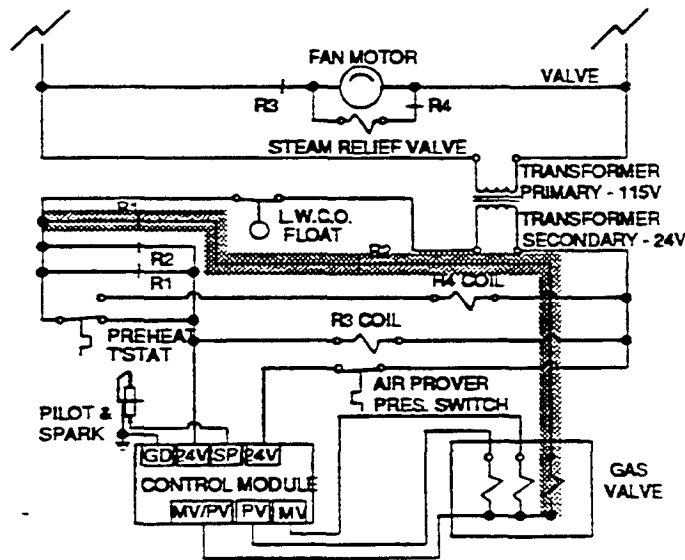 FAN MOTOR
VALVE
R3
R4
STEAM RELIEF VALVE
TRANSFORMER
PRIMARY - 115V
R1
L.W.C.O.
FLOAT
TRANSFORMER
SECONDARY - 24V
R2
R2
R1
R4 COIL
R3 COIL
PREHEAT
T'STAT
AIR PROVER
PRES. SWITCH
PILOT &
SPARK
GD 24V SP 24V
CONTROL MODULE
MV/PV PV MV
GAS
VALVE